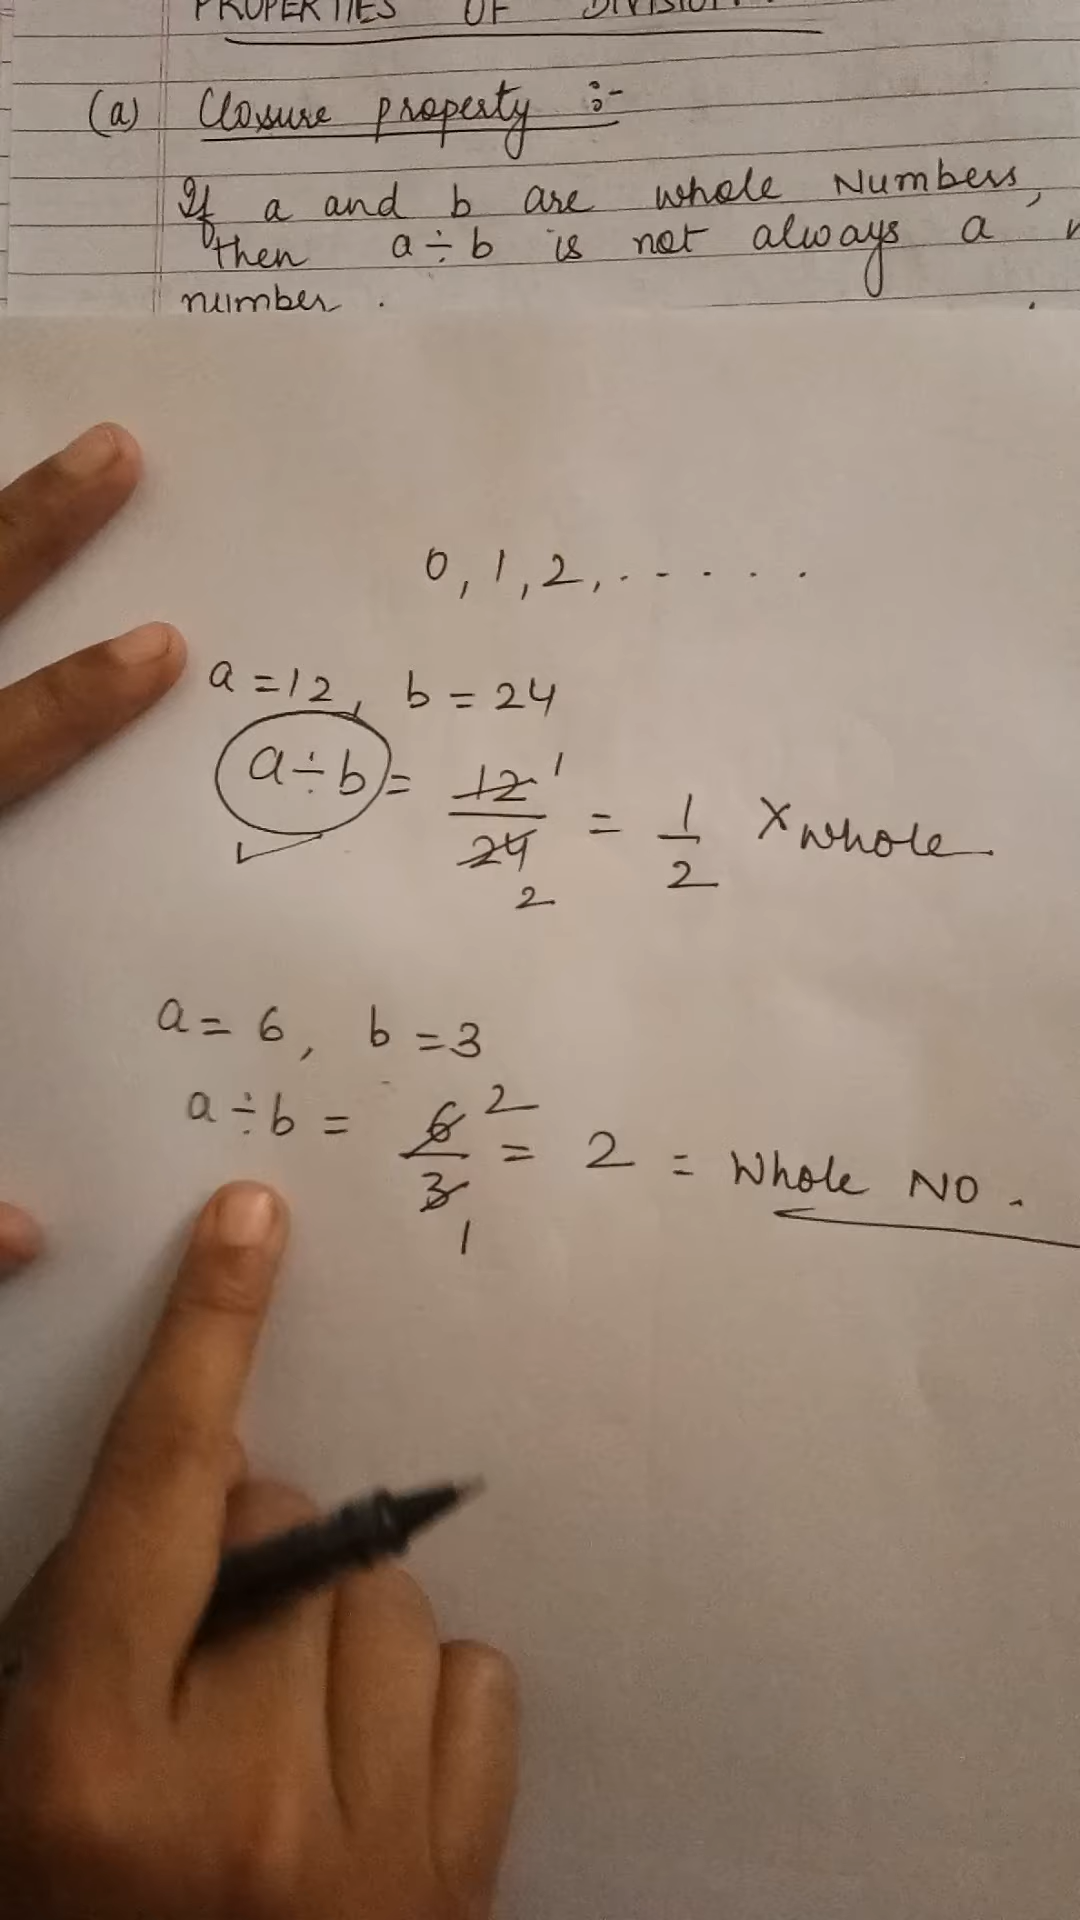 PROPERTIES OF DIVISION
(a) Closure property :-
If a and b are whole Numbers,
then a ÷ b is not always a
number.
0, 1, 2, . - - . . .
a = 12, b = 24
a ÷ b = 12/24 1 2 = 1/2 × whole
a = 6, b = 3
a ÷ b = 6/3 2 1 = 2 = Whole NO.